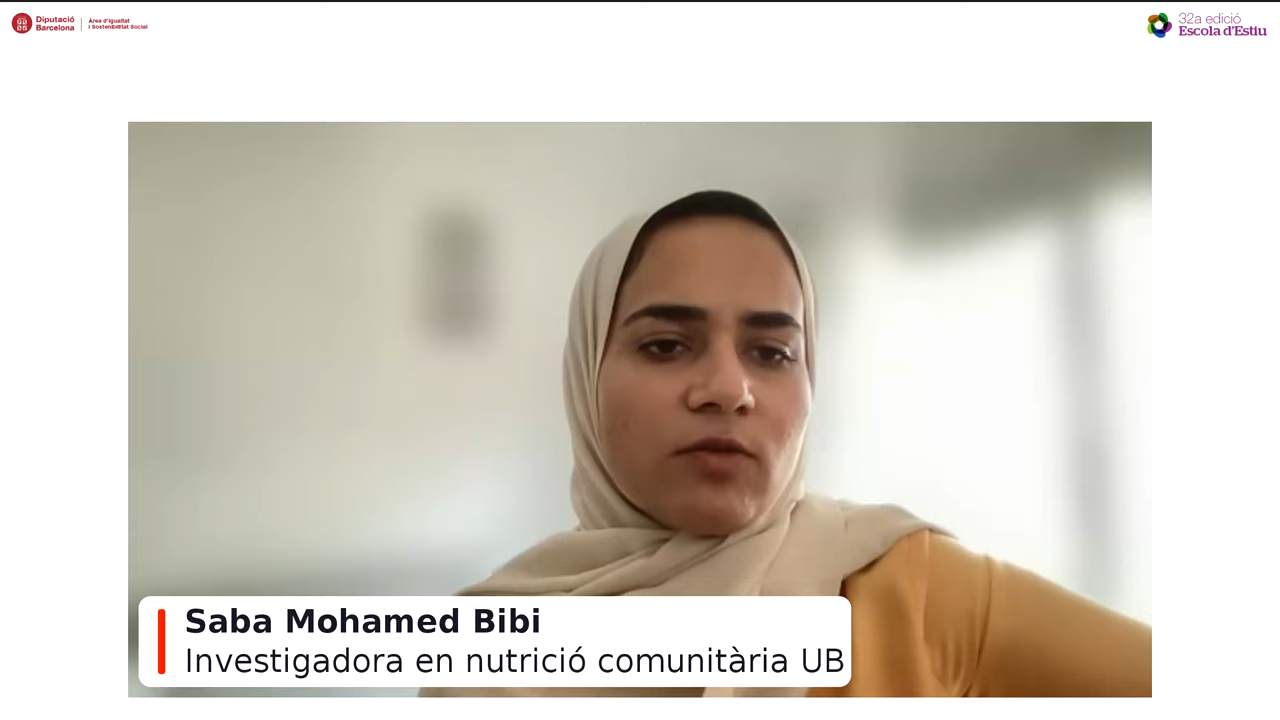 Diputació
Barcelona
Àrea d'Igualtat
i Sostenibilitat Social
32a edició
Escola d'Estiu
Saba Mohamed Bibi
Investigadora en nutrició comunitària UB